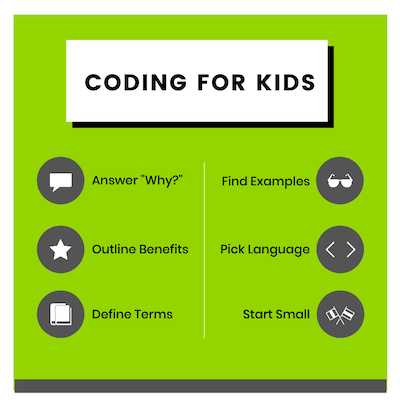 CODING FOR KIDS
Answer "Why?"
Outline Benefits
Define Terms
Find Examples
Pick Language
Start Small